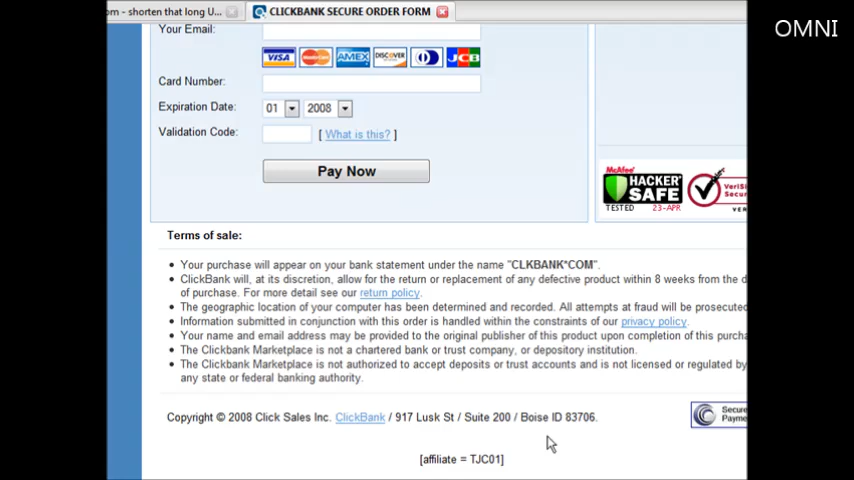 om – shorten that long U...
CLICKBANK SECURE ORDER FORM
OMNI
Your Email:
VISA MasterCard AMEX DISCOVER JCB
Card Number:
Expiration Date: 01 2008
Validation Code: [ What is this? ]
Pay Now
McAfee
HACKER SAFE
TESTED 23-APR
VeriSi
Secur
VER
Terms of sale:
Your purchase will appear on your bank statement under the name "CLKBANK*COM".
ClickBank will, at its discretion, allow for the return or replacement of any defective product within 8 weeks from the d
of purchase. For more detail see our return policy.
The geographic location of your computer has been determined and recorded. All attempts at fraud will be prosecuted
Information submitted in conjunction with this order is handled within the constraints of our privacy policy.
Your name and email address may be provided to the original publisher of this product upon completion of this purcha
The Clickbank Marketplace is not a chartered bank or trust company, or depository institution.
The Clickbank Marketplace is not authorized to accept deposits or trust accounts and is not licensed or regulated by
any state or federal banking authority.
Copyright © 2008 Click Sales Inc. ClickBank / 917 Lusk St / Suite 200 / Boise ID 83706.
Secure
Payme
[affiliate = TJC01]